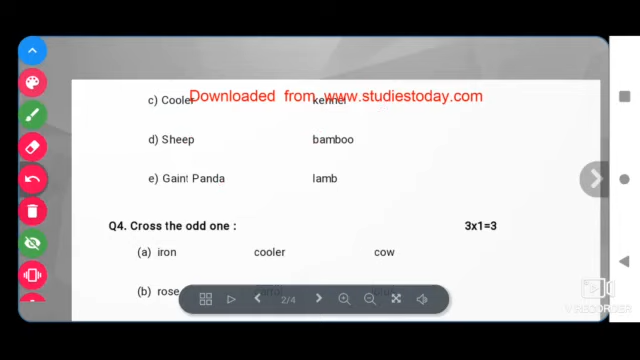 Downloaded from www.studiestoday.com
c) Cooler kennel
d) Sheep bamboo
e) Gaint Panda lamb
Q4. Cross the odd one : 3x1=3
(a) iron cooler cow
(b) rose
2/4
V RECORDER